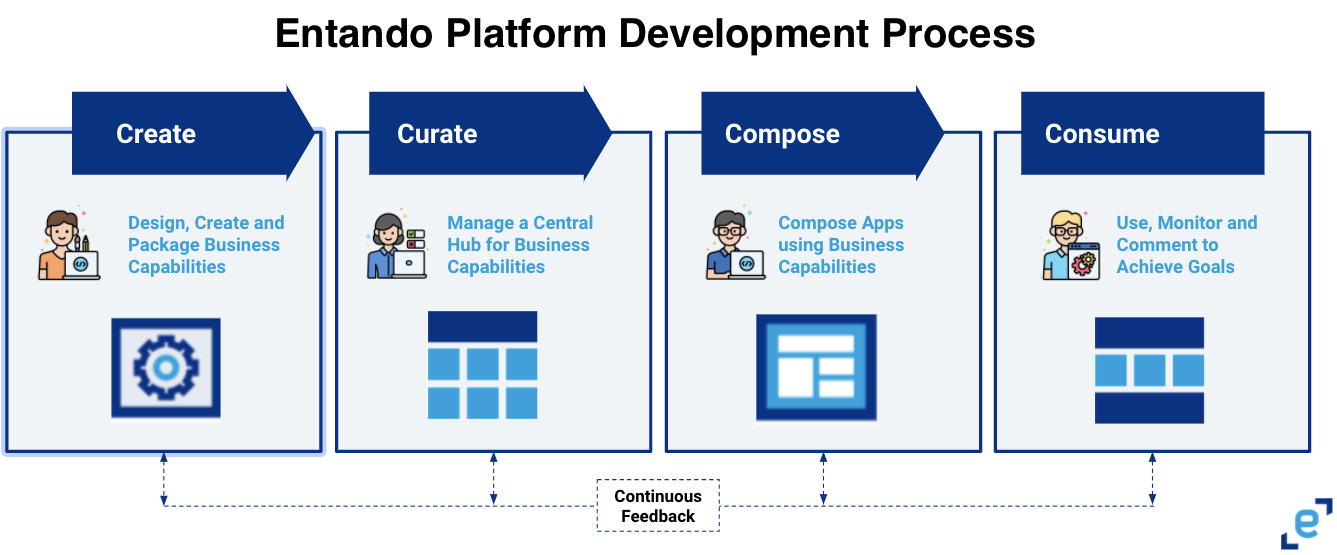 Entando Platform Development Process
Create
Curate
Compose
Consume
Design, Create and
Package Business
Capabilities
Manage a Central
Hub for Business
Capabilities
Compose Apps
using Business
Capabilities
Use, Monitor and
Comment to
Achieve Goals
Continuous
Feedback
e